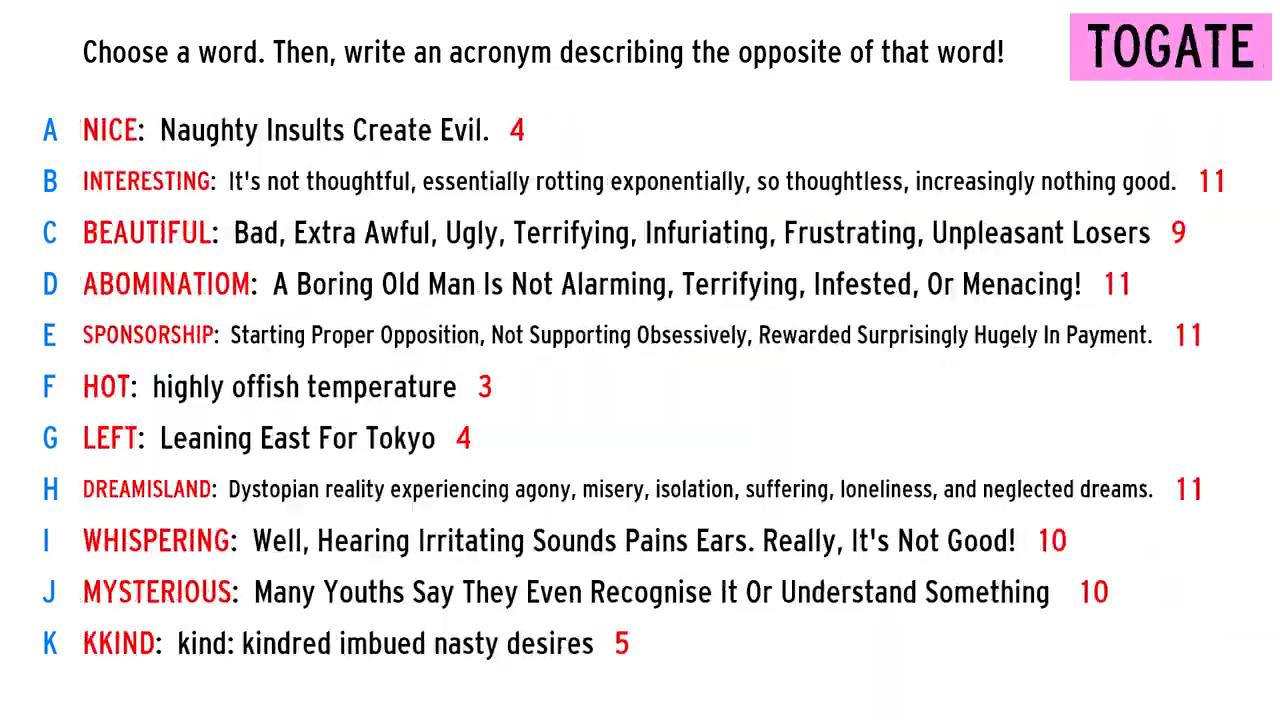 Choose a word. Then, write an acronym describing the opposite of that word!
TOGATE
A NICE: Naughty Insults Create Evil. 4
B INTERESTING: It's not thoughtful, essentially rotting exponentially, so thoughtless, increasingly nothing good. 11
C BEAUTIFUL: Bad, Extra Awful, Ugly, Terrifying, Infuriating, Frustrating, Unpleasant Losers 9
D ABOMINATIOM: A Boring Old Man Is Not Alarming, Terrifying, Infested, Or Menacing! 11
E SPONSORSHIP: Starting Proper Opposition, Not Supporting Obsessively, Rewarded Surprisingly Hugely In Payment. 11
F HOT: highly offish temperature 3
G LEFT: Leaning East For Tokyo 4
H DREAMISLAND: Dystopian reality experiencing agony, misery, isolation, suffering, loneliness, and neglected dreams. 11
I WHISPERING: Well, Hearing Irritating Sounds Pains Ears. Really, It's Not Good! 10
J MYSTERIOUS: Many Youths Say They Even Recognise It Or Understand Something 10
K KKIND: kind: kindred imbued nasty desires 5